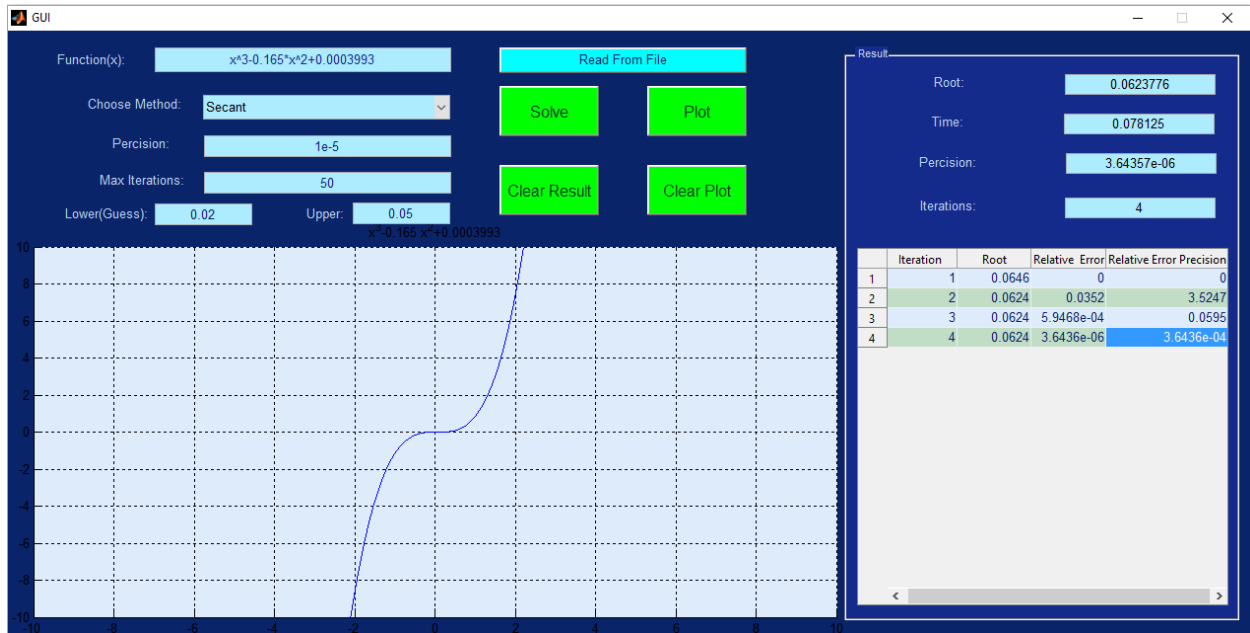 GUI
Function(x): x^3-0.165*x^2+0.0003993 Read From File
Choose Method: Secant Solve Plot
Percision: 1e-5
Max Iterations: 50 Clear Result Clear Plot
Lower(Guess): 0.02 Upper: 0.05
x^3-0.165 x^2+0.0003993
10
8
6
4
2
0
-2
-4
-6
-8
-10
-10 -8 -6 -4 -2 0 2 4 6 8 10
Result
Root: 0.0623776
Time: 0.078125
Percision: 3.64357e-06
Iterations: 4
Iteration Root Relative Error Relative Error Precision
1 1 0.0646 0 0
2 2 0.0624 0.0352 3.5247
3 3 0.0624 5.9468e-04 0.0595
4 4 0.0624 3.6436e-06 3.6436e-04